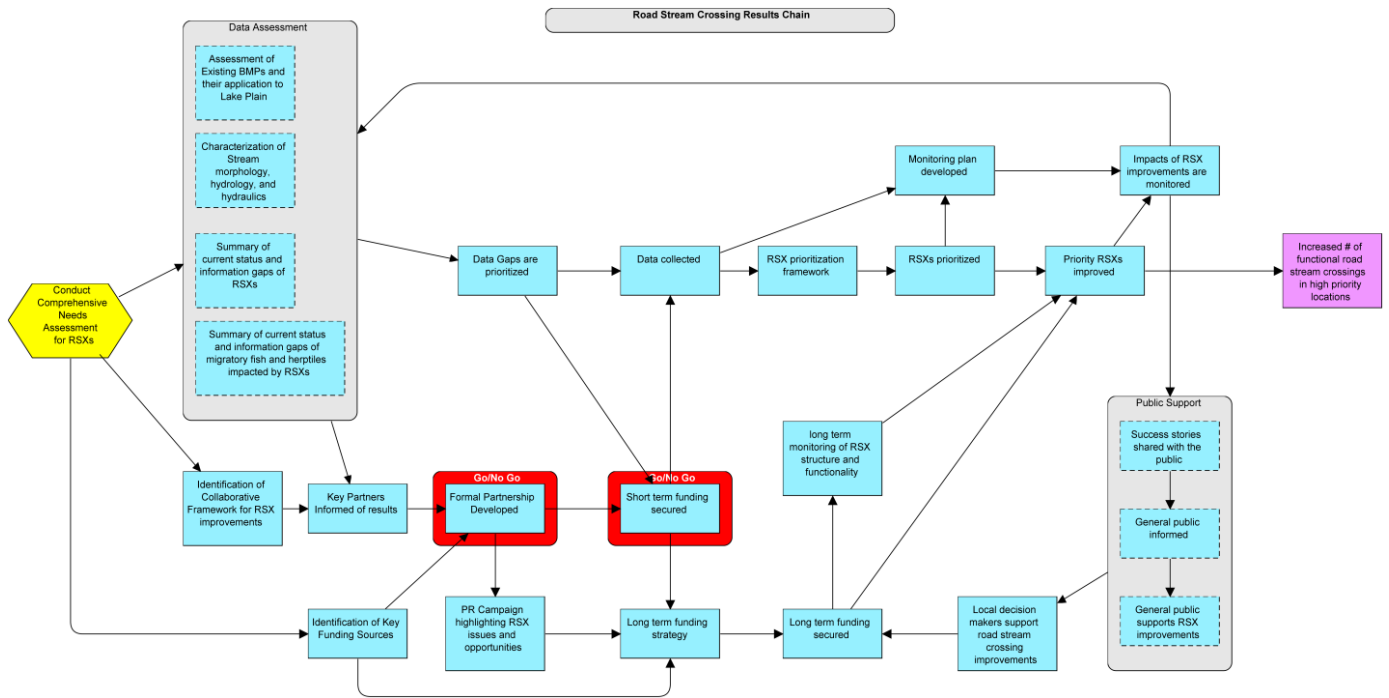 Road Stream Crossing Results Chain
Data Assessment
Assessment of
Existing BMPs and
their application to
Lake Plain
Characterization of
Stream
morphology,
hydrology, and
hydraulics
Summary of
current status and
information gaps of
RSXs
Summary of current status
and information gaps of
migratory fish and herptiles
impacted by RSXs
Conduct
Comprehensive
Needs
Assessment
for RSXs
Monitoring plan
developed
Impacts of RSX
improvements are
monitored
Data Gaps are
prioritized
Data collected
RSX prioritization
framework
RSXs prioritized
Priority RSXs
improved
Increased # of
functional road
stream crossings
in high priority
locations
Identification of
Collaborative
Framework for RSX
improvements
Key Partners
Informed of results
Go/No Go
Formal Partnership
Developed
Go/No Go
Short term funding
secured
long term
monitoring of RSX
structure and
functionality
Public Support
Success stories
shared with the
public
General public
informed
General public
supports RSX
improvements
Identification of Key
Funding Sources
PR Campaign
highlighting RSX
issues and
opportunities
Long term funding
strategy
Long term funding
secured
Local decision
makers support
road stream
crossing
improvements